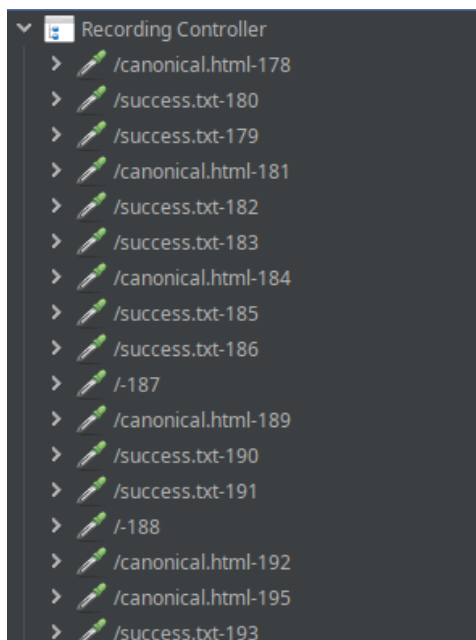 Recording Controller
/canonical.html-178
/success.txt-180
/success.txt-179
/canonical.html-181
/success.txt-182
/success.txt-183
/canonical.html-184
/success.txt-185
/success.txt-186
/-187
/canonical.html-189
/success.txt-190
/success.txt-191
/-188
/canonical.html-192
/canonical.html-195
/success.txt-193